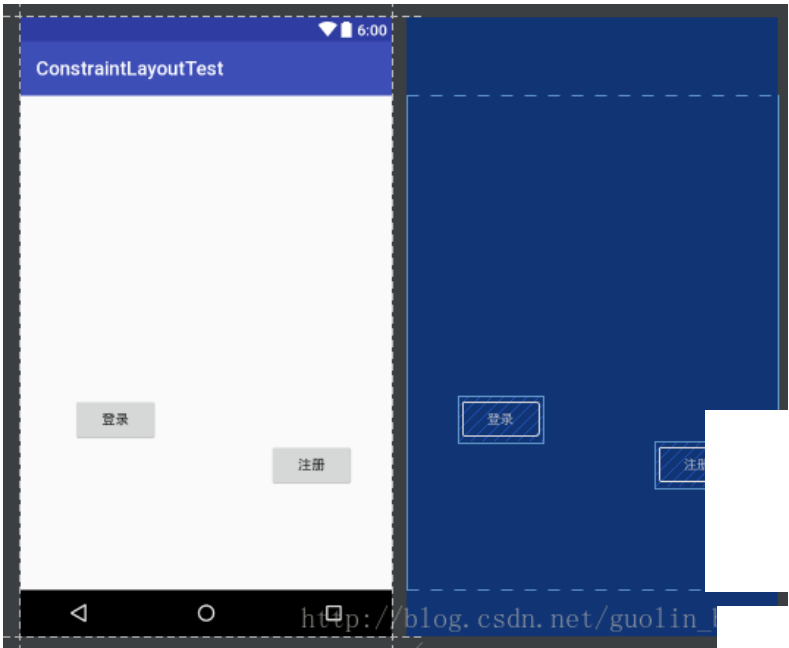 6:00
ConstraintLayoutTest
登录
登录
注册
http://blog.csdn.net/guolin_